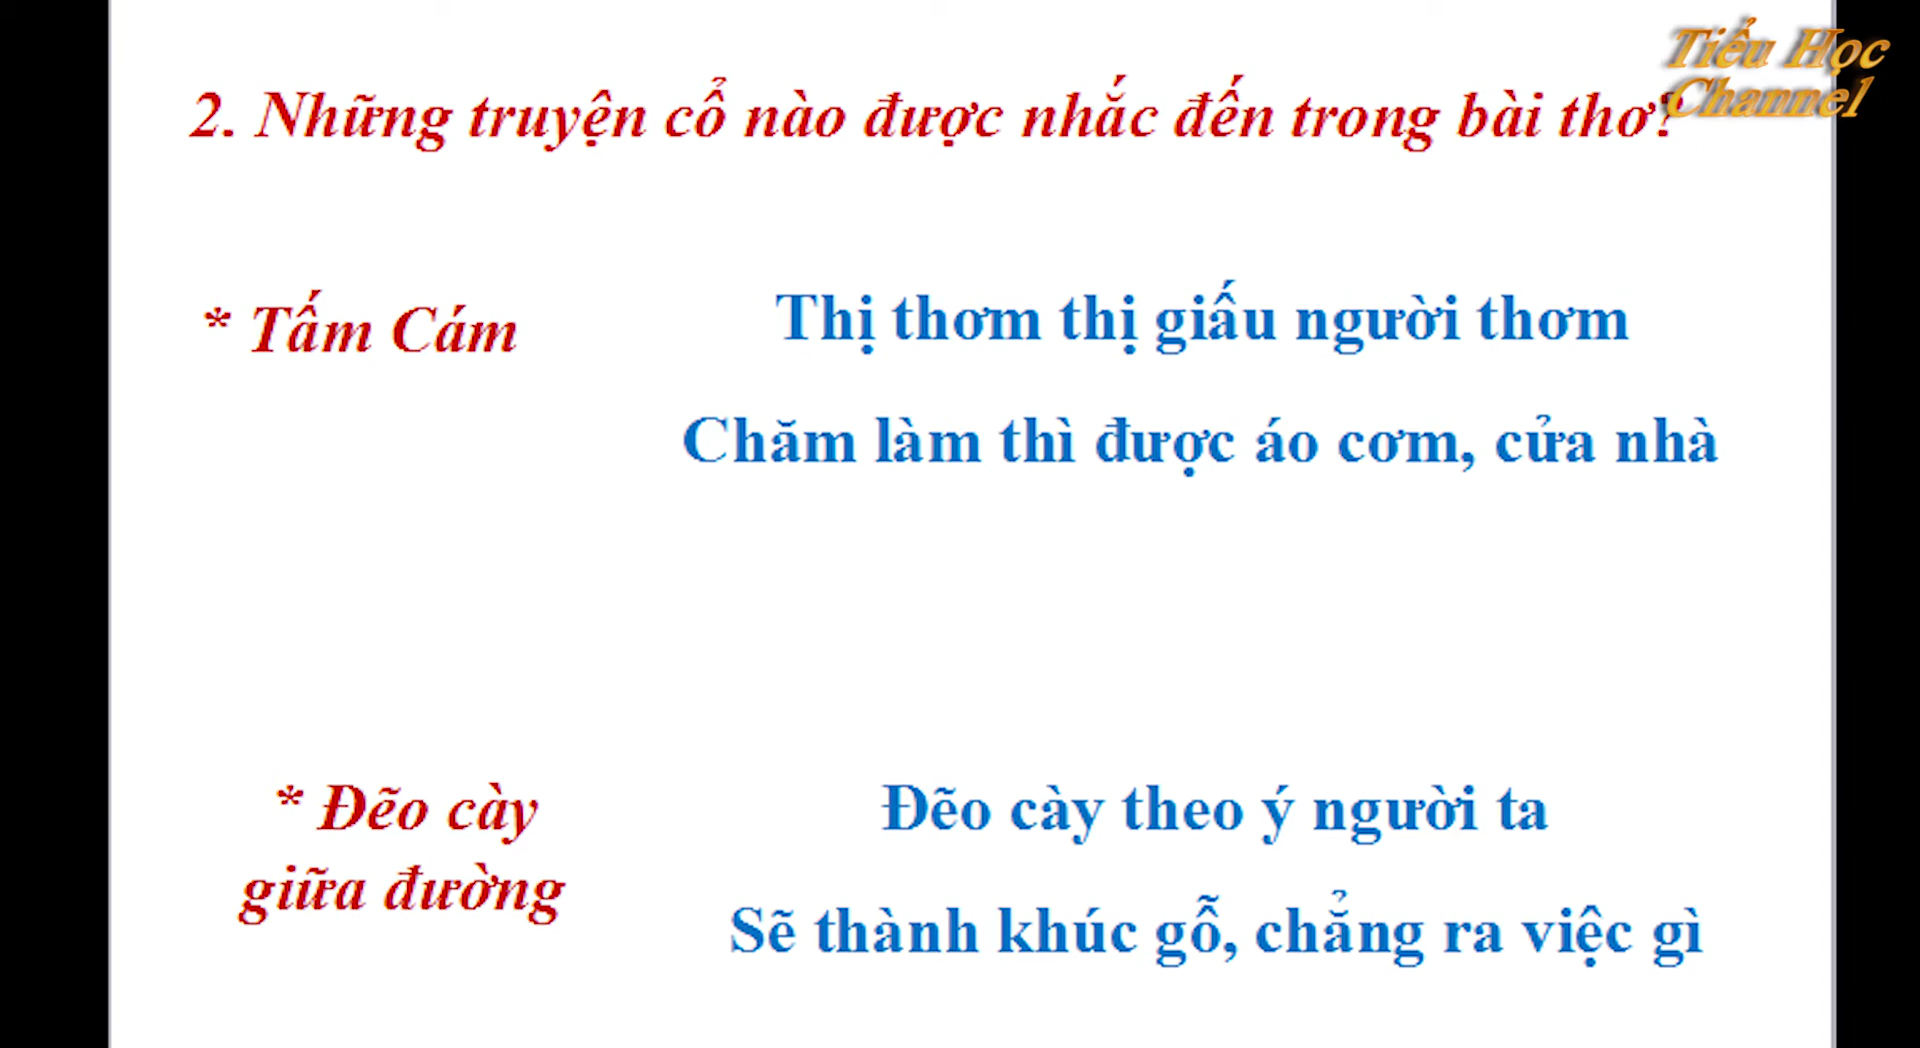 Tiểu Học
Channel
2. Những truyện cổ nào được nhắc đến trong bài thơ?
* Tấm Cám
Thị thơm thị giấu người thơm
Chăm làm thì được áo cơm, cửa nhà
* Đẽo cày
giữa đường
Đẽo cày theo ý người ta
Sẽ thành khúc gỗ, chẳng ra việc gì